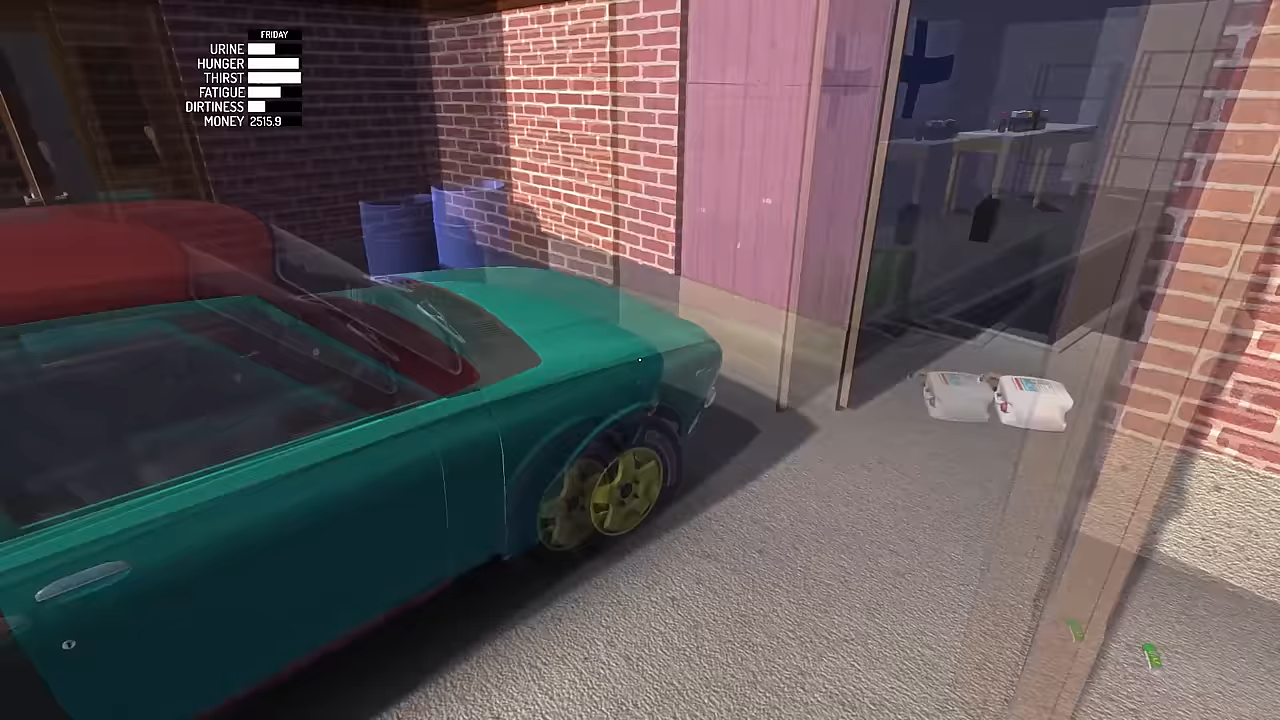 FRIDAY
URINE
HUNGER
THIRST
FATIGUE
DIRTINESS
MONEY 2515.9